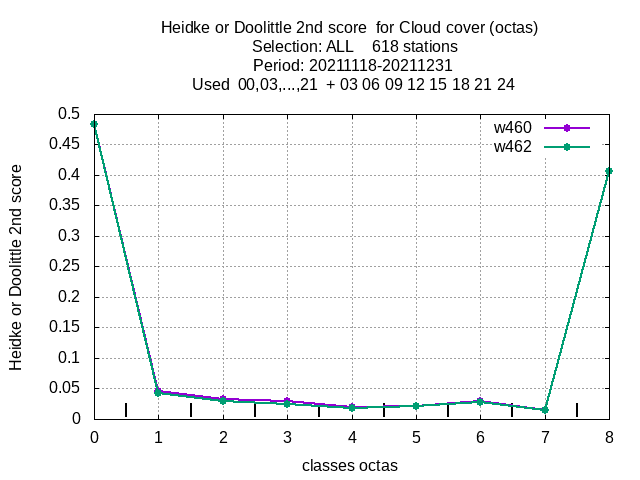 Heidke or Doolittle 2nd score  for Cloud cover (octas)
Selection: ALL    618 stations
Period: 20211118-20211231
Used  00,03,...,21  + 03 06 09 12 15 18 21 24
w460
w462
Heidke or Doolittle 2nd score
0.5
0.45
0.4
0.35
0.3
0.25
0.2
0.15
0.1
0.05
0
0 1 2 3 4 5 6 7 8
classes octas